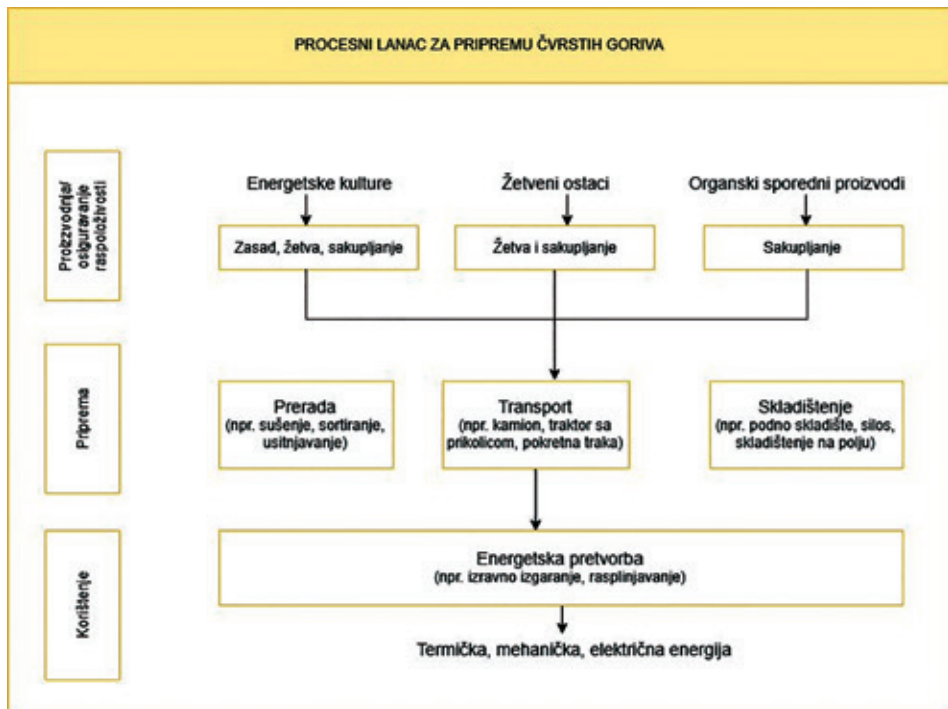 PROCESNI LANAC ZA PRIPREMU ČVRSTIH GORIVA
Proizzvodnja/
osiguravanje
raspoloživosti
Energetske kulture
Žetveni ostaci
Organski sporedni proizvodi
Zasad, žetva, sakupljanje
Žetva i sakupljanje
Sakupljanje
Priprema
Prerada
(npr. sušenje, sortiranje,
usitnjavanje)
Transport
(npr. kamion, traktor sa
prikolicom, pokretna traka)
Skladištenje
(npr. podno skladište, silos,
skladištenje na polju)
Korištenje
Energetska pretvorba
(npr. izravno izgaranje, rasplinjavanje)
Termička, mehanička, električna energija